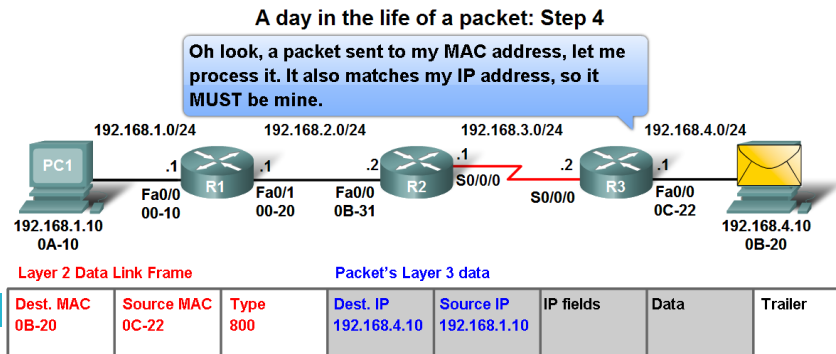 A day in the life of a packet: Step 4
Oh look, a packet sent to my MAC address, let me
process it. It also matches my IP address, so it
MUST be mine.
192.168.1.0/24
192.168.2.0/24
192.168.3.0/24
192.168.4.0/24
PC1
.1
R1
.1
.2
R2
.1
.2
R3
.1
S0/0/0
Fa0/0
00-10
Fa0/1
00-20
Fa0/0
0B-31
S0/0/0
Fa0/0
0C-22
192.168.1.10
0A-10
192.168.4.10
0B-20
Layer 2 Data Link Frame
Packet's Layer 3 data
Dest. MAC
0B-20
Source MAC
0C-22
Type
800
Dest. IP
192.168.4.10
Source IP
192.168.1.10
IP fields
Data
Trailer